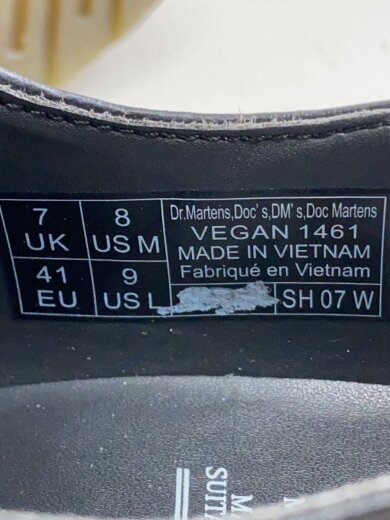 7 UK
8 US M
41 EU
9 US L
Dr.Martens,Doc's,DM's,Doc Martens
VEGAN 1461
MADE IN VIETNAM
Fabriqué en Vietnam
SH 07 W